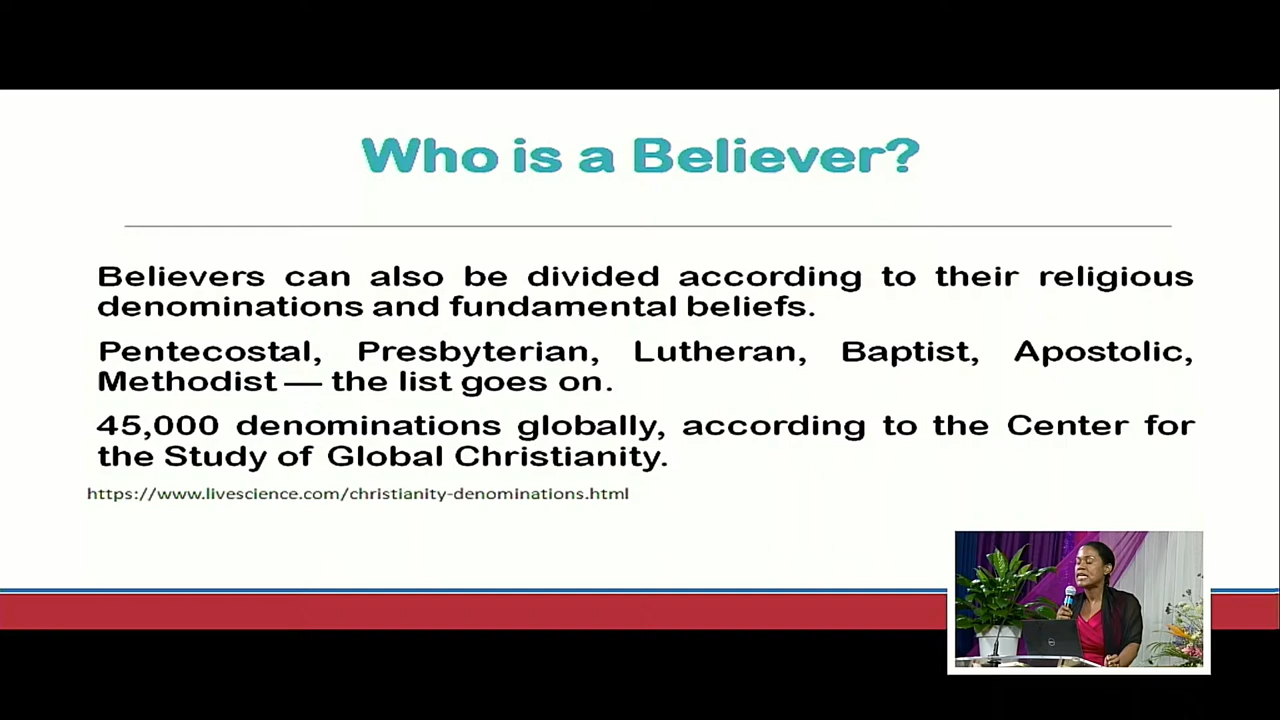 Who is a Believer?
Believers can also be divided according to their religious
denominations and fundamental beliefs.
Pentecostal, Presbyterian, Lutheran, Baptist, Apostolic,
Methodist — the list goes on.
45,000 denominations globally, according to the Center for
the Study of Global Christianity.
https://www.livescience.com/christianity-denominations.html